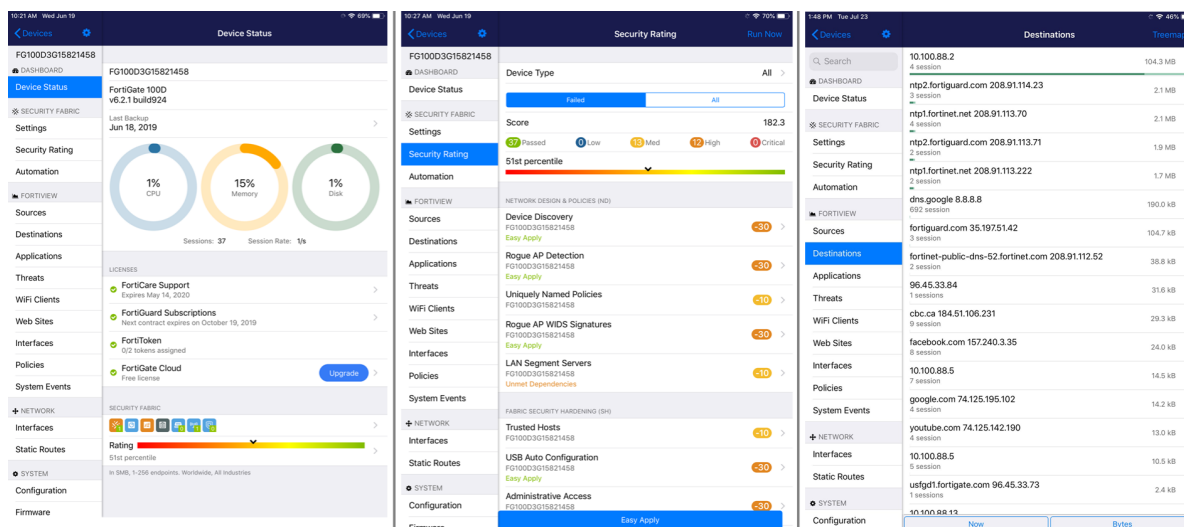 10:21 AM Wed Jun 19
69%
Devices
Device Status
FG100D3G15821458
DASHBOARD
Device Status
SECURITY FABRIC
Settings
Security Rating
Automation
FORTIVIEW
Sources
Destinations
Applications
Threats
WiFi Clients
Web Sites
Interfaces
Policies
System Events
NETWORK
Interfaces
Static Routes
SYSTEM
Configuration
Firmware
FG100D3G15821458
FortiGate 100D
v6.2.1 build924
Last Backup
Jun 18, 2019
1%
CPU
15%
Memory
1%
Disk
Sessions: 37 Session Rate: 1/s
LICENSES
FortiCare Support
Expires May 14, 2020
FortiGuard Subscriptions
Next contract expires on October 19, 2019
FortiToken
0/2 tokens assigned
FortiGate Cloud
Free license
Upgrade
SECURITY FABRIC
Rating
51st percentile
In SMB, 1-256 endpoints. Worldwide, All Industries
10:27 AM Wed Jun 19
70%
Devices
Security Rating
Run Now
FG100D3G15821458
DASHBOARD
Device Status
SECURITY FABRIC
Settings
Security Rating
Automation
FORTIVIEW
Sources
Destinations
Applications
Threats
WiFi Clients
Web Sites
Interfaces
Policies
System Events
NETWORK
Interfaces
Static Routes
SYSTEM
Configuration
Firmware
Device Type All
Failed All
Score 182.3
37 Passed 0 Low 13 Med 12 High 0 Critical
51st percentile
NETWORK DESIGN & POLICIES (ND)
Device Discovery
FG100D3G15821458
Easy Apply
-30
Rogue AP Detection
FG100D3G15821458
Easy Apply
-30
Uniquely Named Policies
FG100D3G15821458
-10
Rogue AP WIDS Signatures
FG100D3G15821458
Easy Apply
-30
LAN Segment Servers
FG100D3G15821458
Unmet Dependencies
-10
FABRIC SECURITY HARDENING (SH)
Trusted Hosts
FG100D3G15821458
-10
USB Auto Configuration
FG100D3G15821458
Easy Apply
-30
Administrative Access
FG100D3G15821458
-30
Easy Apply
1:48 PM Tue Jul 23
46%
Devices
Destinations
Treemap
Search
DASHBOARD
Device Status
SECURITY FABRIC
Settings
Security Rating
Automation
FORTIVIEW
Sources
Destinations
Applications
Threats
WiFi Clients
Web Sites
Interfaces
Policies
System Events
NETWORK
Interfaces
Static Routes
SYSTEM
Configuration
10.100.88.2
4 session
104.3 MB
ntp2.fortiguard.com 208.91.114.23
3 session
2.1 MB
ntp1.fortinet.net 208.91.113.70
4 session
2.1 MB
ntp2.fortiguard.com 208.91.113.71
2 session
1.9 MB
ntp1.fortinet.net 208.91.113.222
2 session
1.7 MB
dns.google 8.8.8.8
692 session
190.0 kB
fortiguard.com 35.197.51.42
3 session
104.7 kB
fortinet-public-dns-52.fortinet.com 208.91.112.52
2 session
38.8 kB
96.45.33.84
1 sessions
31.6 kB
cbc.ca 184.51.106.231
9 session
29.3 kB
facebook.com 157.240.3.35
8 session
24.0 kB
10.100.88.5
7 session
14.5 kB
google.com 74.125.195.102
4 session
14.2 kB
youtube.com 74.125.142.190
4 session
13.0 kB
10.100.88.5
5 session
10.5 kB
usfgd1.fortigate.com 96.45.33.73
1 sessions
2.4 kB
10.100.88.13
Now
Bytes